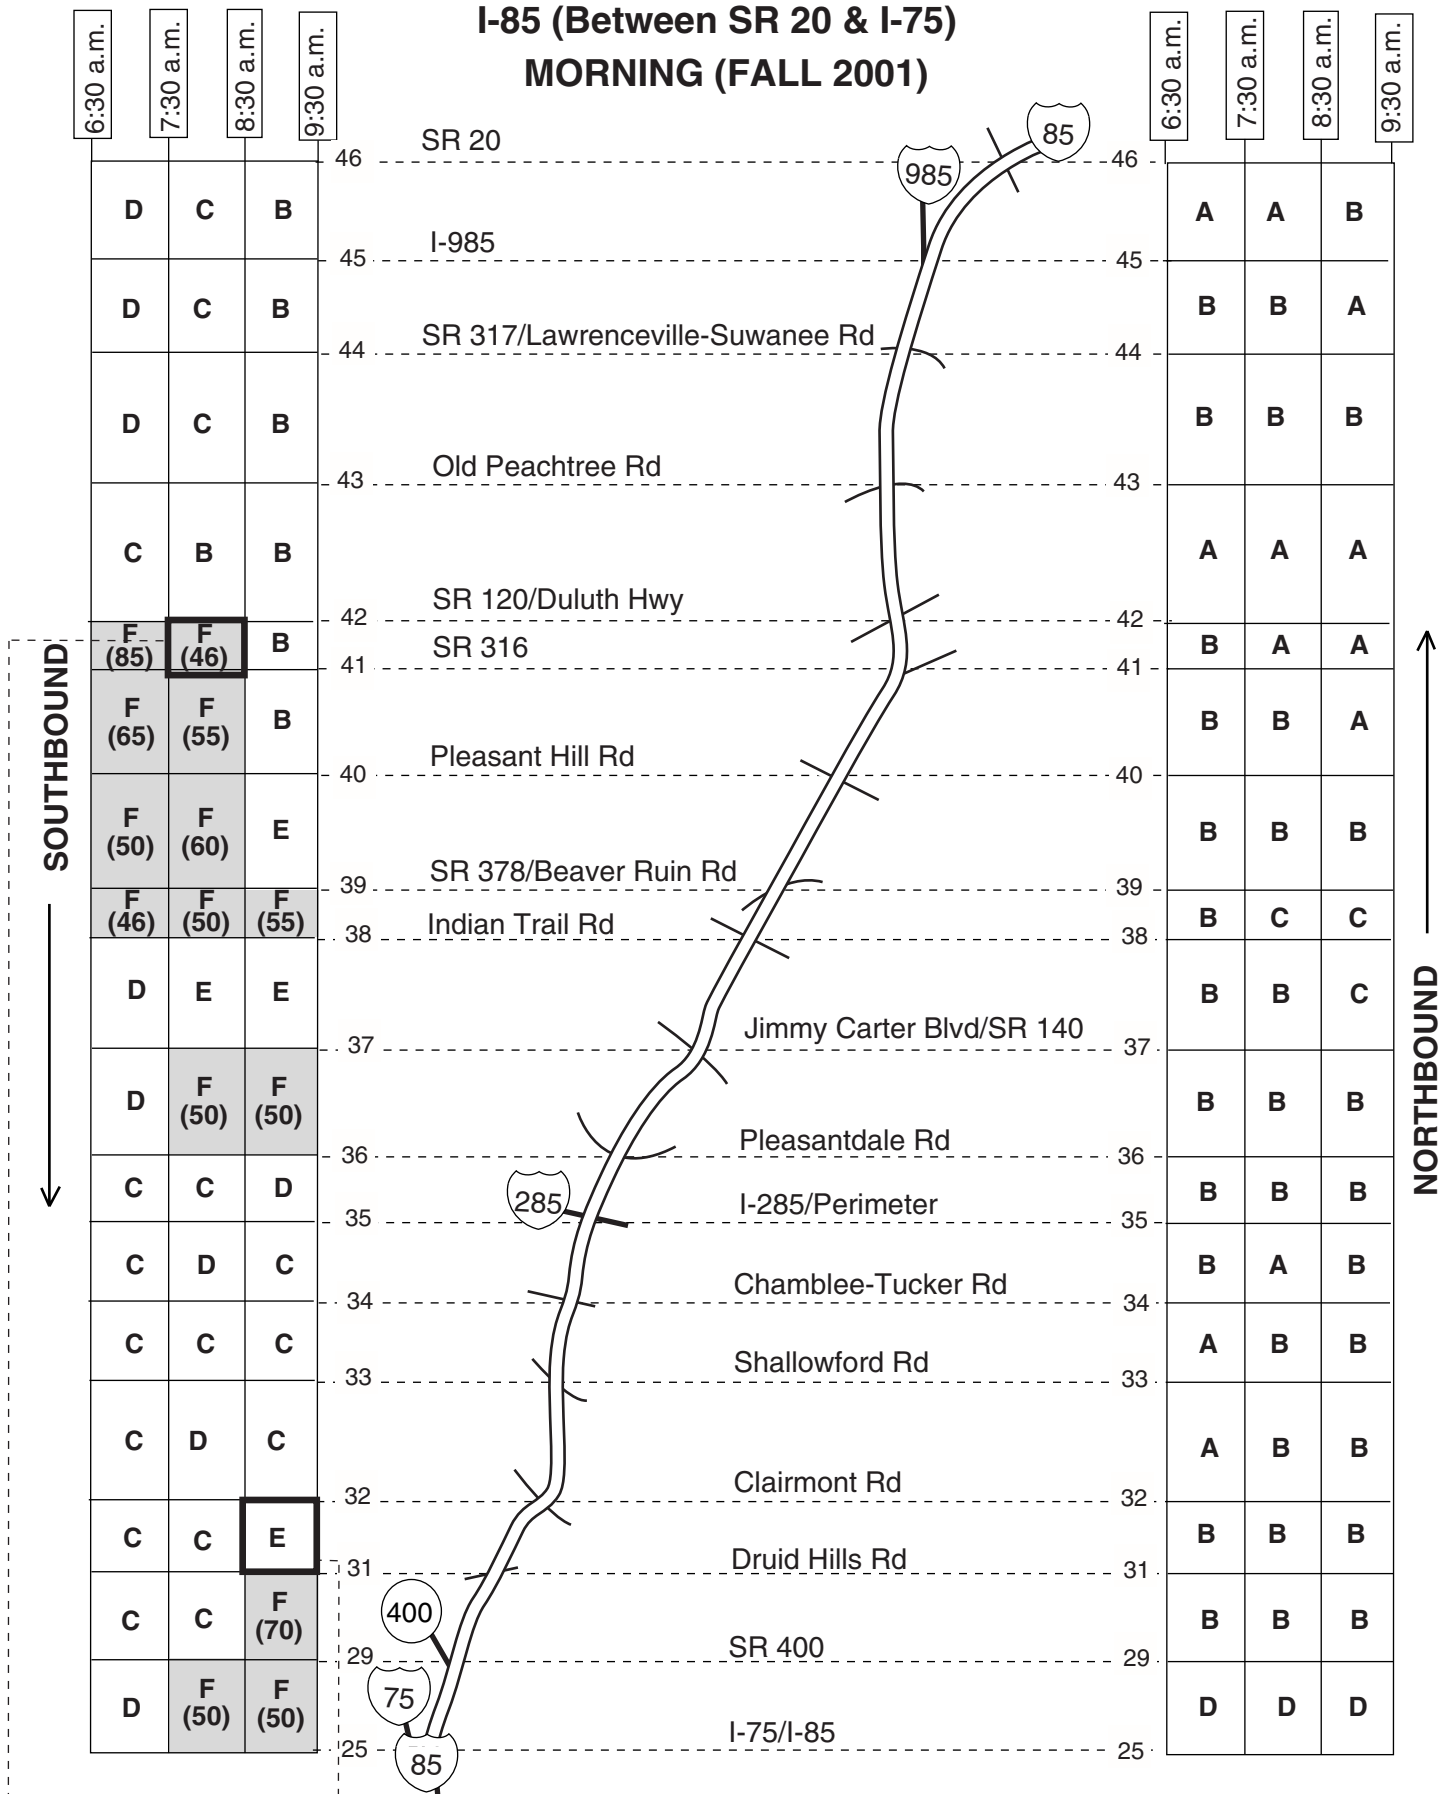 I-85 (Between SR 20 & I-75)
MORNING (FALL 2001)
6:30 a.m. 7:30 a.m. 8:30 a.m. 9:30 a.m. 6:30 a.m. 7:30 a.m. 8:30 a.m. 9:30 a.m.
85
46 SR 20 46
985
D C B A A B
45 I-985 45
D C B B B A
44 SR 317/Lawrenceville-Suwanee Rd 44
D C B B B B
43 Old Peachtree Rd 43
C B B A A A
42 SR 120/Duluth Hwy 42
F (85) F (46) B B A A
41 SR 316 41
F (65) F (55) B B B A
40 Pleasant Hill Rd 40
F (50) F (60) E B B B
39 SR 378/Beaver Ruin Rd 39
F (46) F (50) F (55) B C C
38 Indian Trail Rd 38
D E E B B C
37 Jimmy Carter Blvd/SR 140 37
D F (50) F (50) B B B
36 Pleasantdale Rd 36
C C D B B B
285
35 I-285/Perimeter 35
C D C B A B
34 Chamblee-Tucker Rd 34
C C C A B B
33 Shallowford Rd 33
C D C A B B
32 Clairmont Rd 32
C C E B B B
31 Druid Hills Rd 31
C C F (70) B B B
400
29 SR 400 29
D F (50) F (50) D D D
75
25 I-75/I-85 25
85
SOUTHBOUND
NORTHBOUND